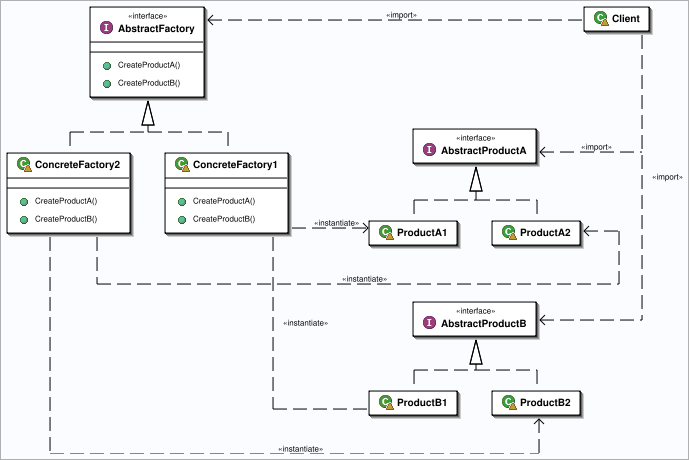 «interface»
AbstractFactory
CreateProductA()
CreateProductB()
«import»
Client
ConcreteFactory2
CreateProductA()
CreateProductB()
ConcreteFactory1
CreateProductA()
CreateProductB()
«interface»
AbstractProductA
«import»
«import»
«instantiate»
ProductA1
ProductA2
«instantiate»
«interface»
AbstractProductB
«instantiate»
ProductB1
ProductB2
«instantiate»